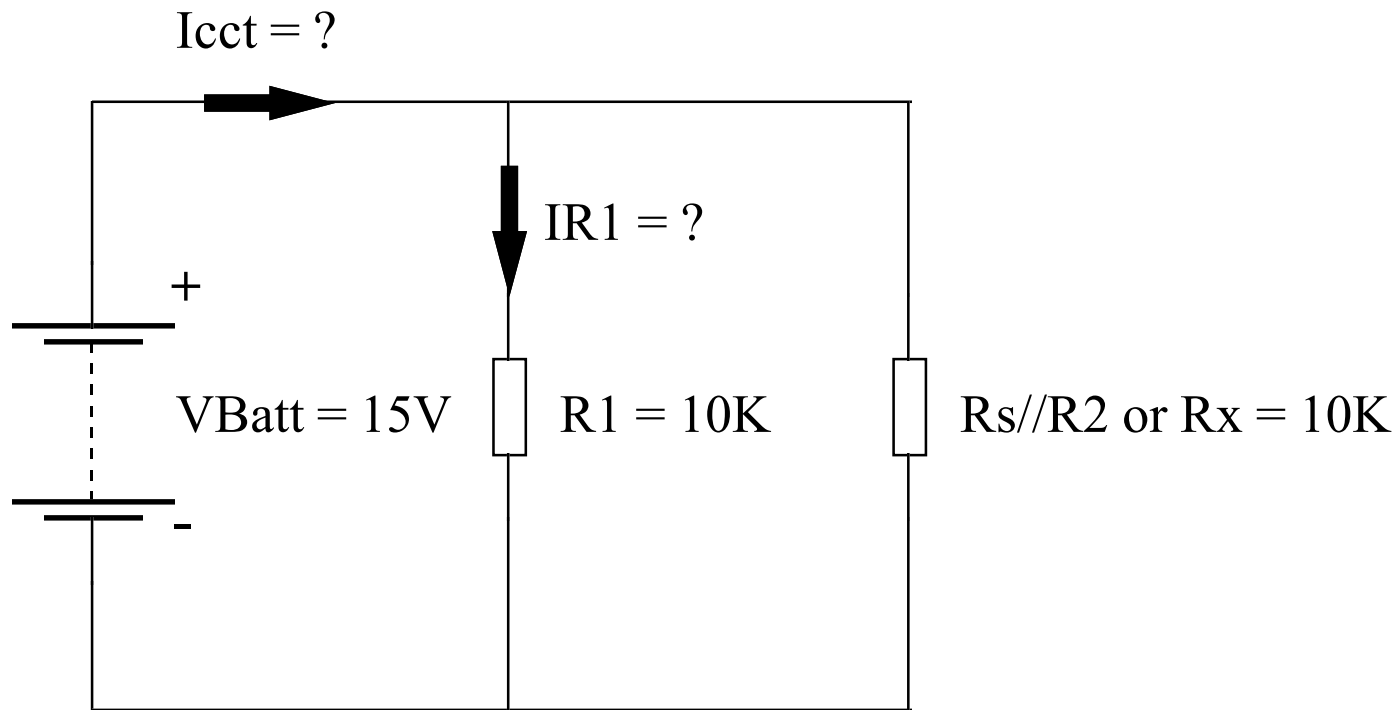 Icct = ?
IR1 = ?
+
VBatt = 15V
R1 = 10K
Rs//R2 or Rx = 10K
-